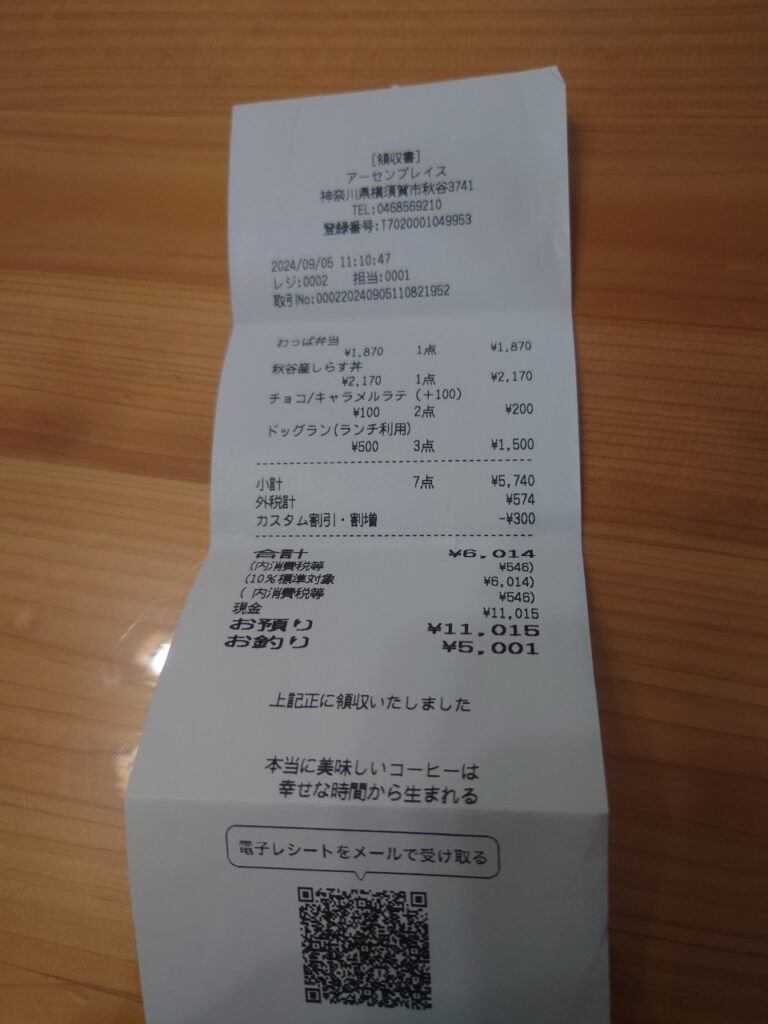 [領収書]
アーセンプレイス
神奈川県横須賀市秋谷3741
TEL:0468569210
登録番号:T7020001049953
2024/09/05 11:10:47
レジ:0002 担当:0001
取引No:000220240905110821952
わっぱ弁当
¥1,870 1点 ¥1,870
秋谷産しらす丼
¥2,170 1点 ¥2,170
チョコ/キャラメルラテ (+100)
¥100 2点 ¥200
ドッグラン(ランチ利用)
¥500 3点 ¥1,500
小計 7点 ¥5,740
外税計 ¥574
カスタム割引・割増 -¥300
合計 ¥6,014
(内消費税等 ¥546)
(10%標準対象 ¥6,014)
( 内消費税等 ¥546)
現金 ¥11,015
お預り ¥11,015
お釣り ¥5,001
上記正に領収いたしました
本当に美味しいコーヒーは
幸せな時間から生まれる
電子レシートをメールで受け取る